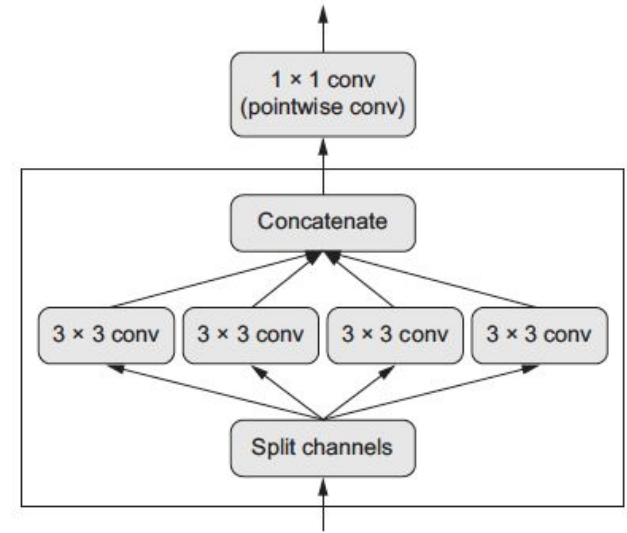 1 × 1 conv
(pointwise conv)
Concatenate
3 × 3 conv
3 × 3 conv
3 × 3 conv
3 × 3 conv
Split channels